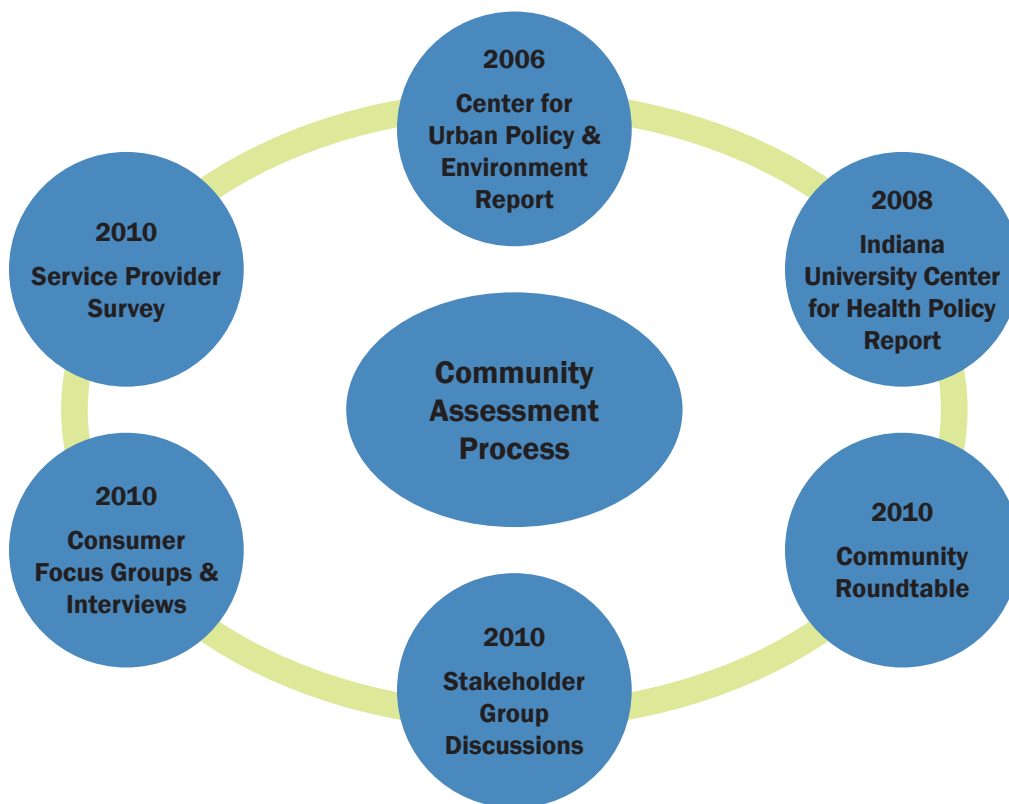 2006
Center for
Urban Policy &
Environment
Report
2008
Indiana
University Center
for Health Policy
Report
2010
Service Provider
Survey
Community
Assessment
Process
2010
Consumer
Focus Groups &
Interviews
2010
Community
Roundtable
2010
Stakeholder
Group
Discussions